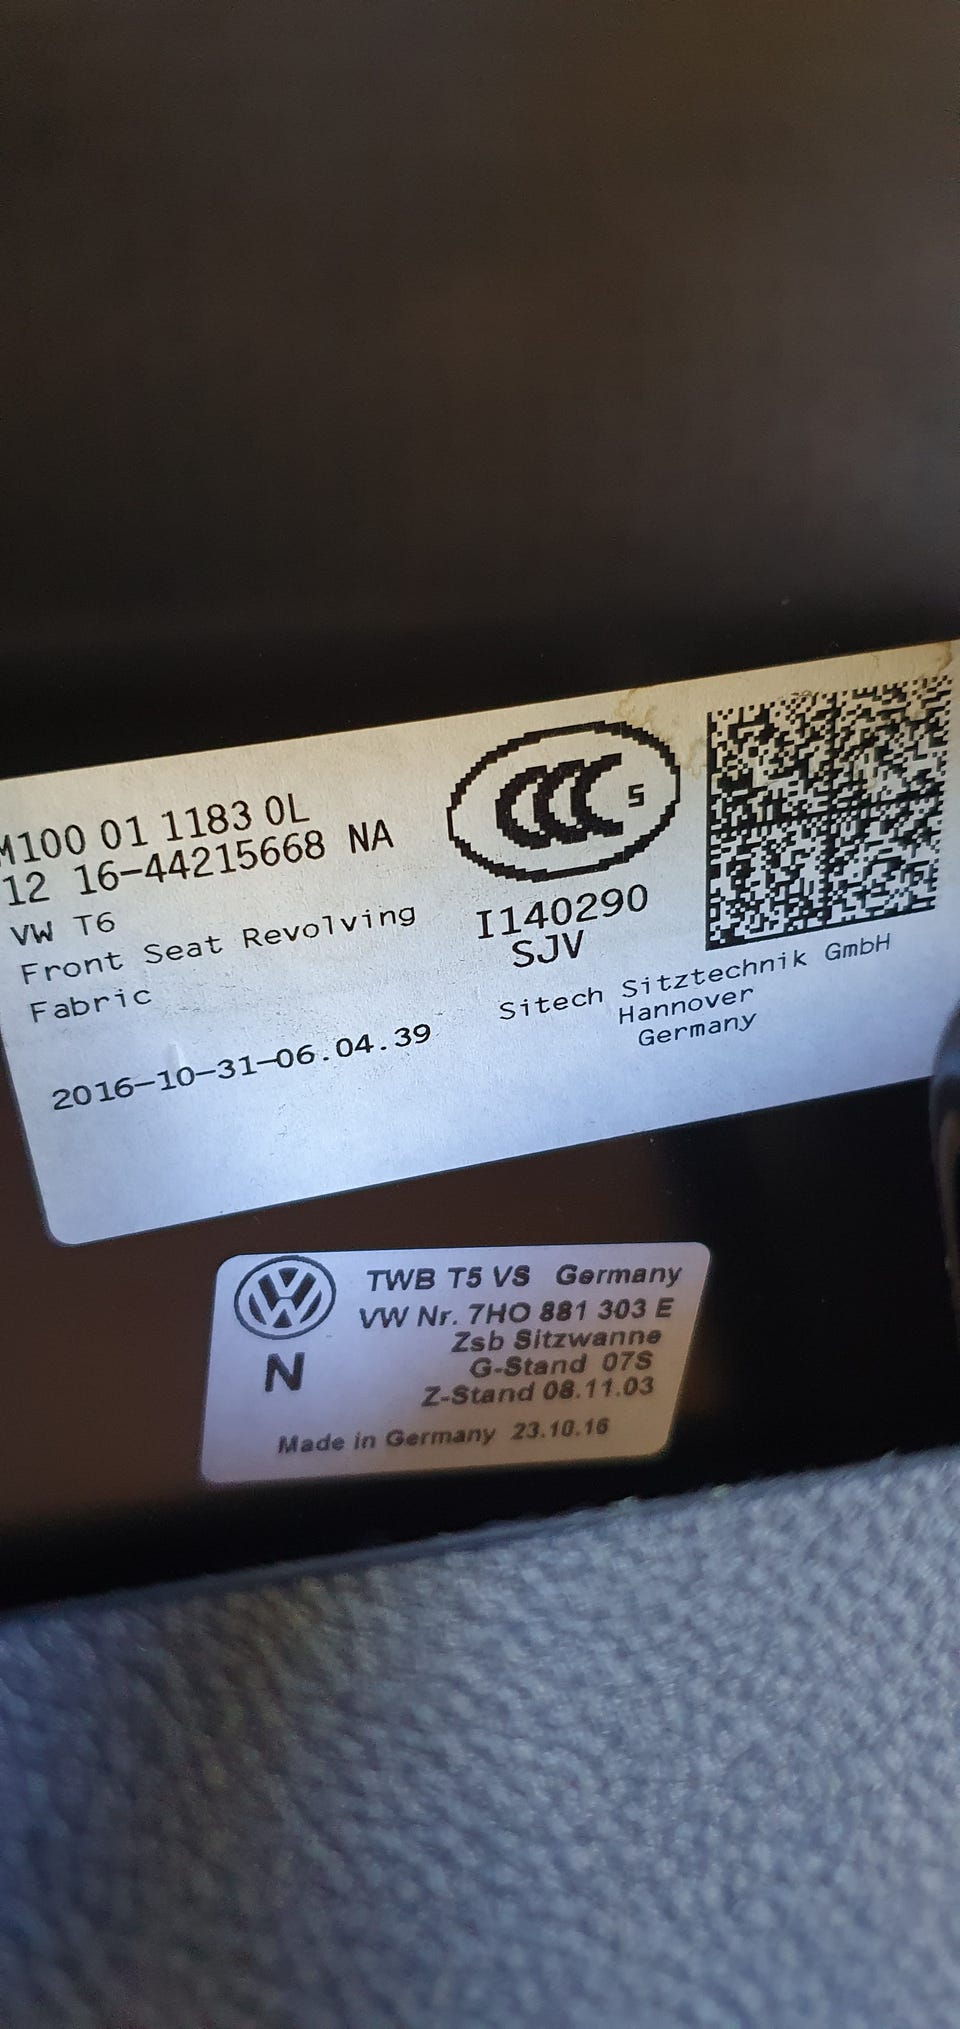 M100 01 1183 0L
12 16-44215668 NA
VW T6
Front Seat Revolving
Fabric
2016-10-31-06.04.39
CCC S
I140290
SJV
Sitech Sitztechnik GmbH
Hannover
Germany
VW
N
TWB T5 VS Germany
VW Nr. 7HO 881 303 E
Zsb Sitzwanne
G-Stand 07S
Z-Stand 08.11.03
Made in Germany 23.10.16